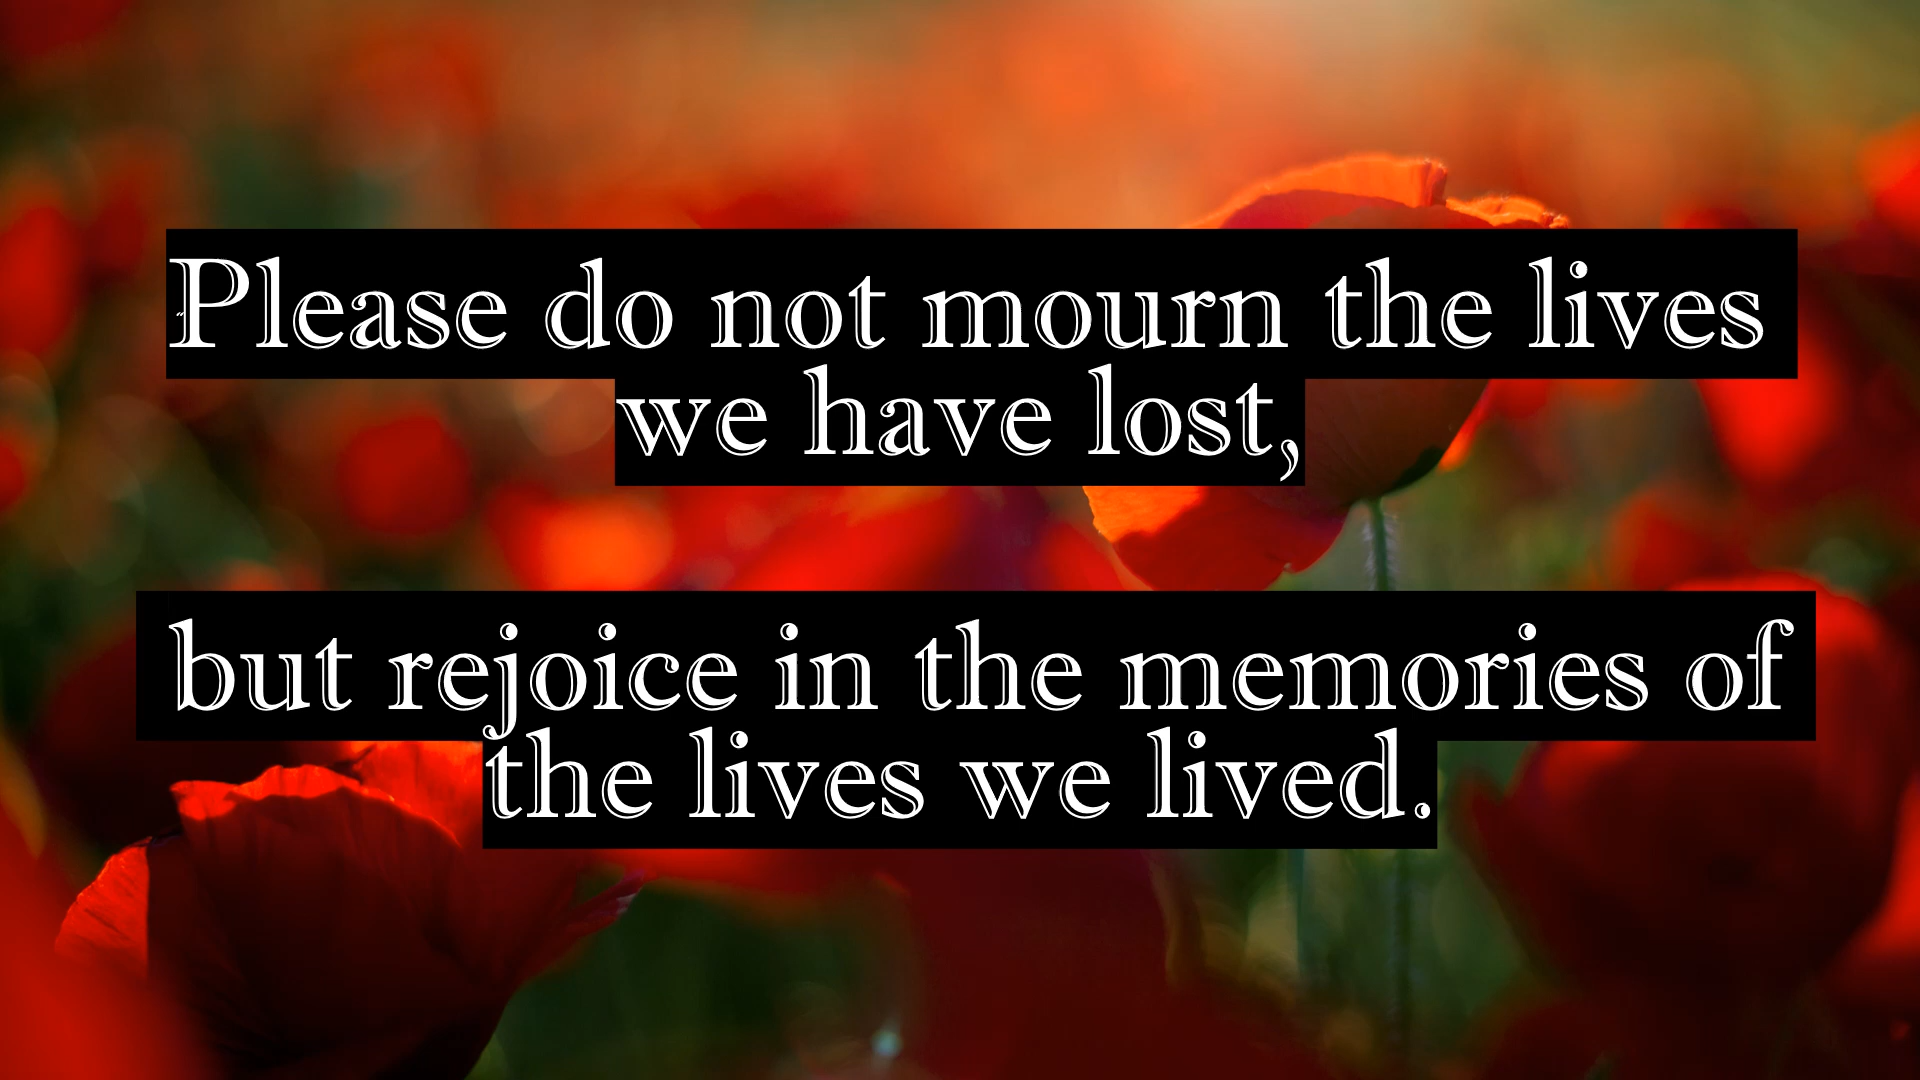 Please do not mourn the lives
we have lost,
but rejoice in the memories of
the lives we lived.